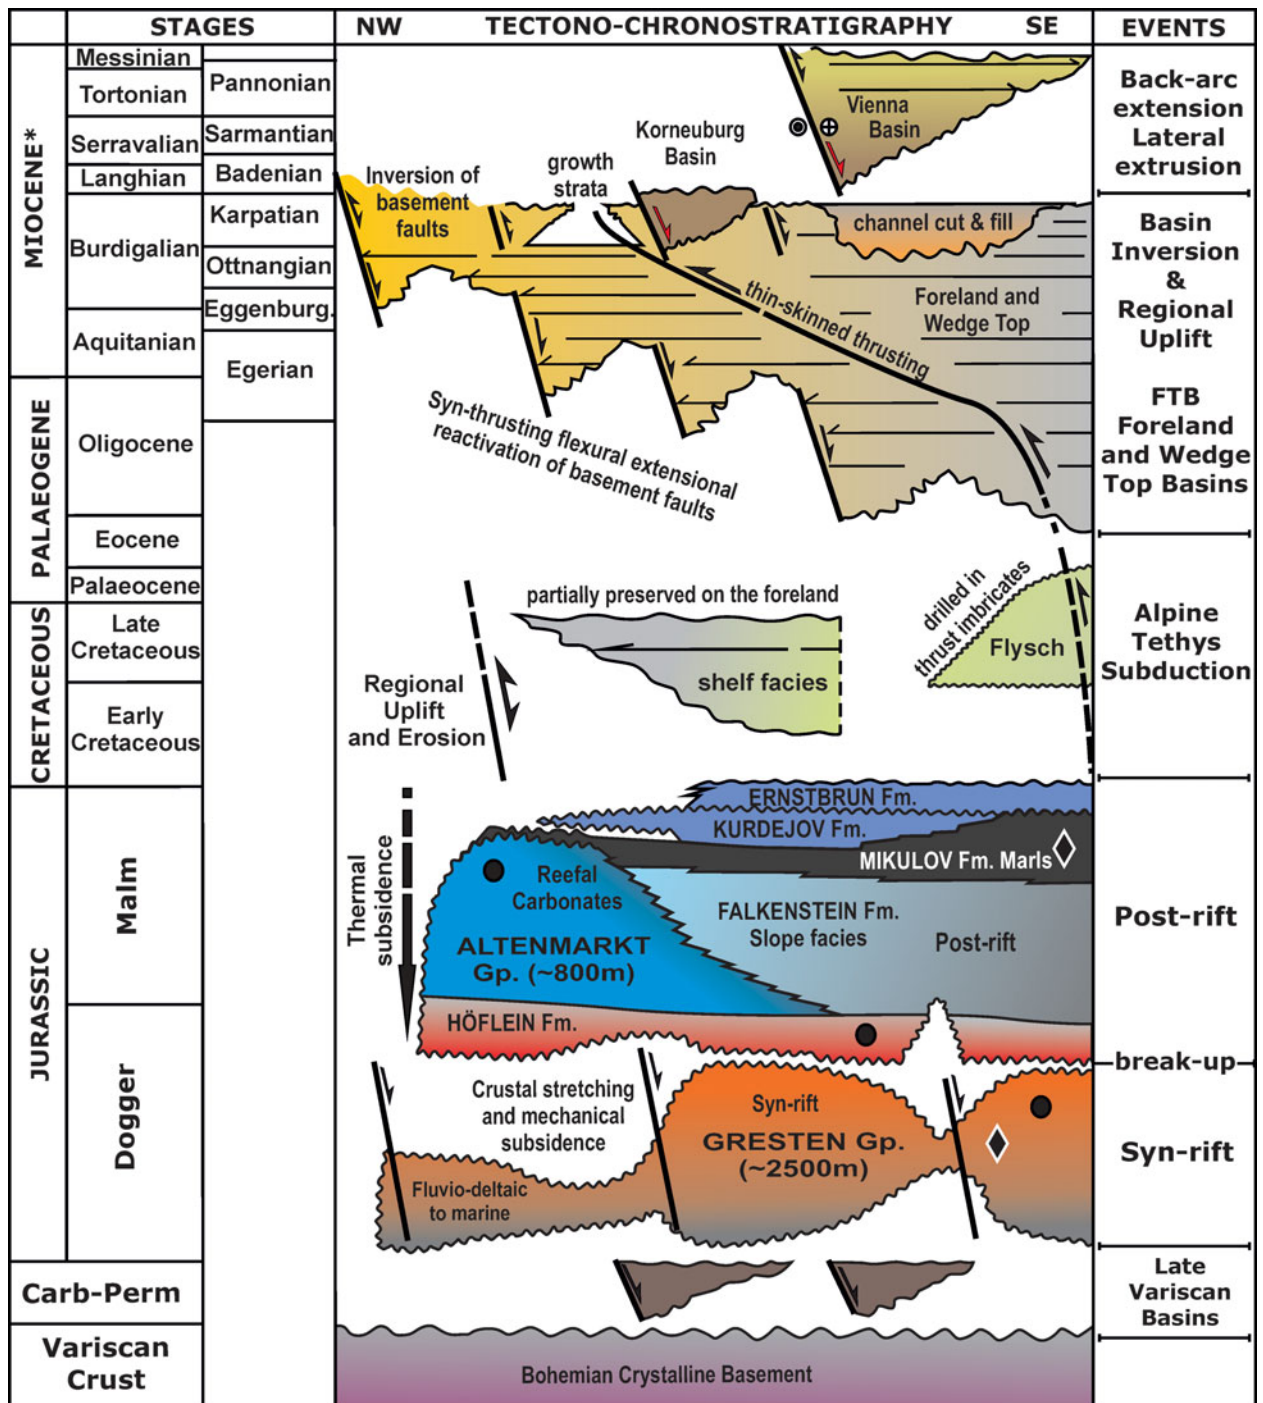 STAGES
NW
TECTONO-CHRONOSTRATIGRAPHY
SE
EVENTS
MIOCENE*
Messinian
Tortonian
Serravalian
Langhian
Burdigalian
Aquitanian
Pannonian
Sarmantian
Badenian
Karpatian
Ottnangian
Eggenburg.
Egerian
PALAEOGENE
Oligocene
Eocene
Palaeocene
CRETACEOUS
Late
Cretaceous
Early
Cretaceous
JURASSIC
Malm
Dogger
Carb-Perm
Variscan
Crust
Vienna
Basin
Korneuburg
Basin
growth
strata
Inversion of
basement
faults
channel cut & fill
Foreland and
Wedge Top
thin-skinned thrusting
Syn-thrusting flexural extensional
reactivation of basement faults
partially preserved on the foreland
shelf facies
drilled in
thrust imbricates
Flysch
Regional
Uplift
and Erosion
Thermal
subsidence
ERNSTBRUN Fm.
KURDEJOV Fm.
MIKULOV Fm. Marls
Reefal
Carbonates
ALTENMARKT
Gp. (~800m)
FALKENSTEIN Fm.
Slope facies
Post-rift
HÖFLEIN Fm.
Crustal stretching
and mechanical
subsidence
Syn-rift
GRESTEN Gp.
(~2500m)
Fluvio-deltaic
to marine
Bohemian Crystalline Basement
Back-arc
extension
Lateral
extrusion
Basin
Inversion
&
Regional
Uplift
FTB
Foreland
and Wedge
Top Basins
Alpine
Tethys
Subduction
Post-rift
break-up
Syn-rift
Late
Variscan
Basins